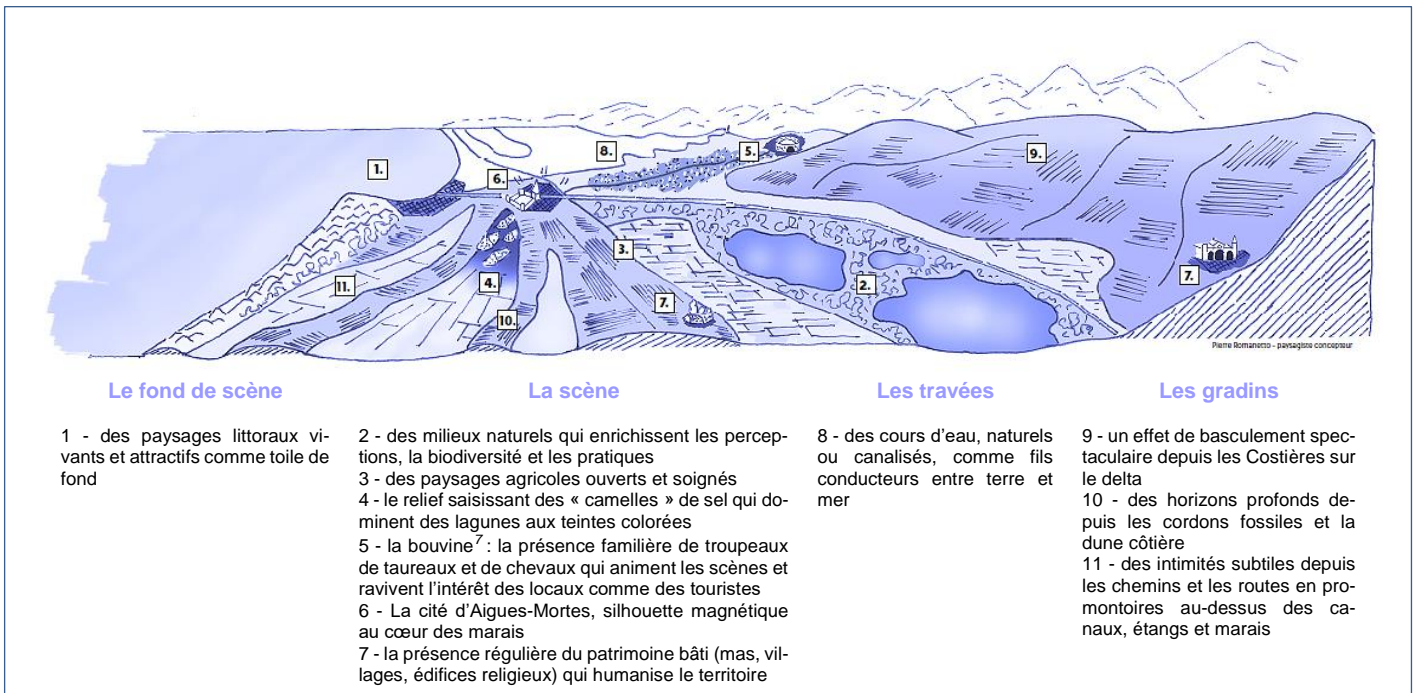 1.
6.
8.
5.
9.
3.
2.
11.
4.
10.
7.
7.
Pierre Romanetto - paysagiste concepteur
Le fond de scène
1 - des paysages littoraux vi-
vants et attractifs comme toile de
fond
La scène
2 - des milieux naturels qui enrichissent les percep-
tions, la biodiversité et les pratiques
3 - des paysages agricoles ouverts et soignés
4 - le relief saisissant des « camelles » de sel qui do-
minent des lagunes aux teintes colorées
5 - la bouvine7 : la présence familière de troupeaux
de taureaux et de chevaux qui animent les scènes et
ravivent l'intérêt des locaux comme des touristes
6 - La cité d'Aigues-Mortes, silhouette magnétique
au cœur des marais
7 - la présence régulière du patrimoine bâti (mas, vil-
lages, édifices religieux) qui humanise le territoire
Les travées
8 - des cours d'eau, naturels
ou canalisés, comme fils
conducteurs entre terre et
mer
Les gradins
9 - un effet de basculement spec-
taculaire depuis les Costières sur
le delta
10 - des horizons profonds de-
puis les cordons fossiles et la
dune côtière
11 - des intimités subtiles depuis
les chemins et les routes en pro-
montoires au-dessus des ca-
naux, étangs et marais